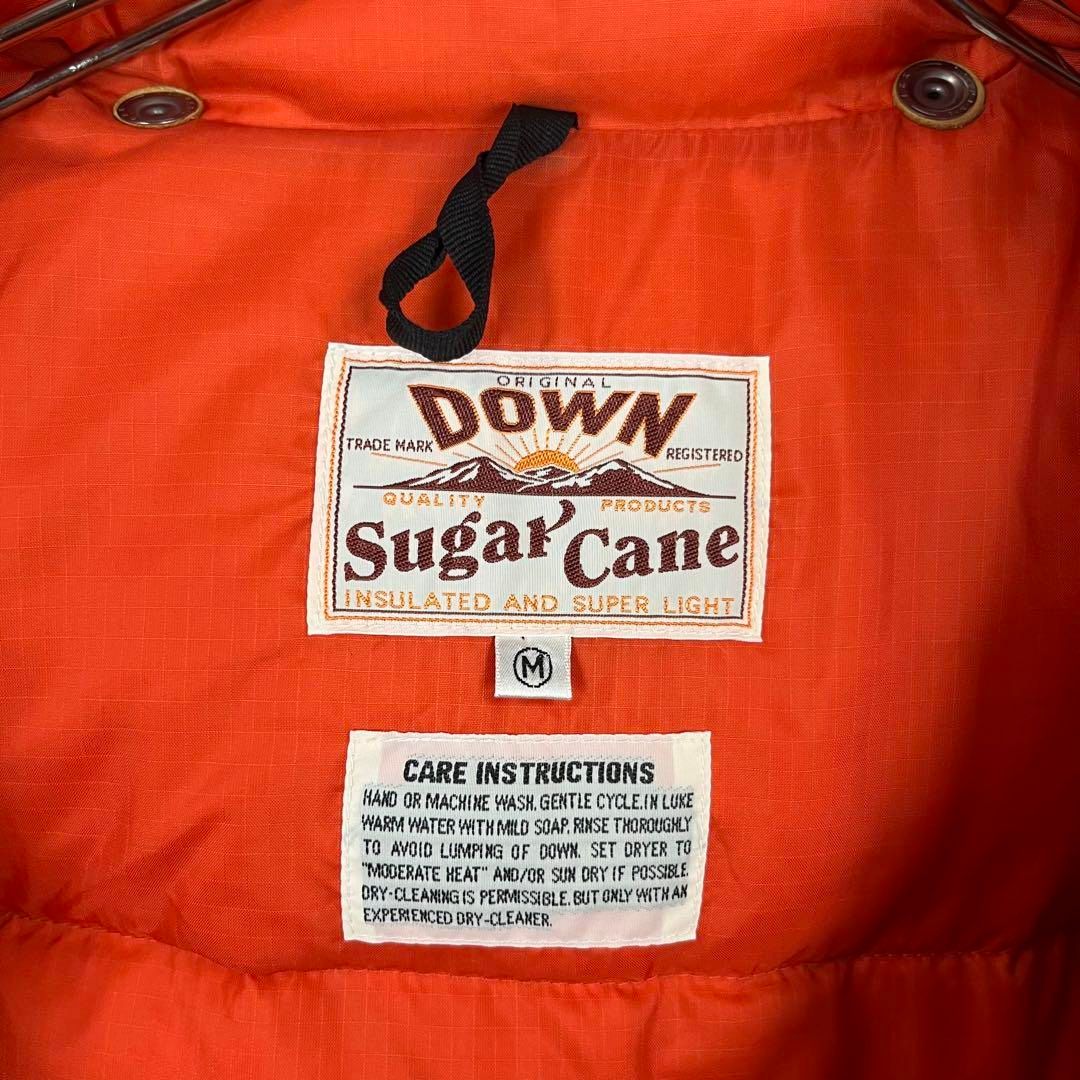 ORIGINAL
DOWN
TRADE MARK
REGISTERED
QUALITY PRODUCTS
Sugar Cane
INSULATED AND SUPER LIGHT
M
CARE INSTRUCTIONS
HAND OR MACHINE WASH. GENTLE CYCLE.IN LUKE
WARM WATER WITH MILD SOAP. RINSE THOROUGHLY
TO AVOID LUMPING OF DOWN. SET DRYER TO
"MODERATE HEAT" AND/OR SUN DRY IF POSSIBLE.
DRY-CLEANING IS PERMISSIBLE. BUT ONLY WITH AN
EXPERIENCED DRY-CLEANER.